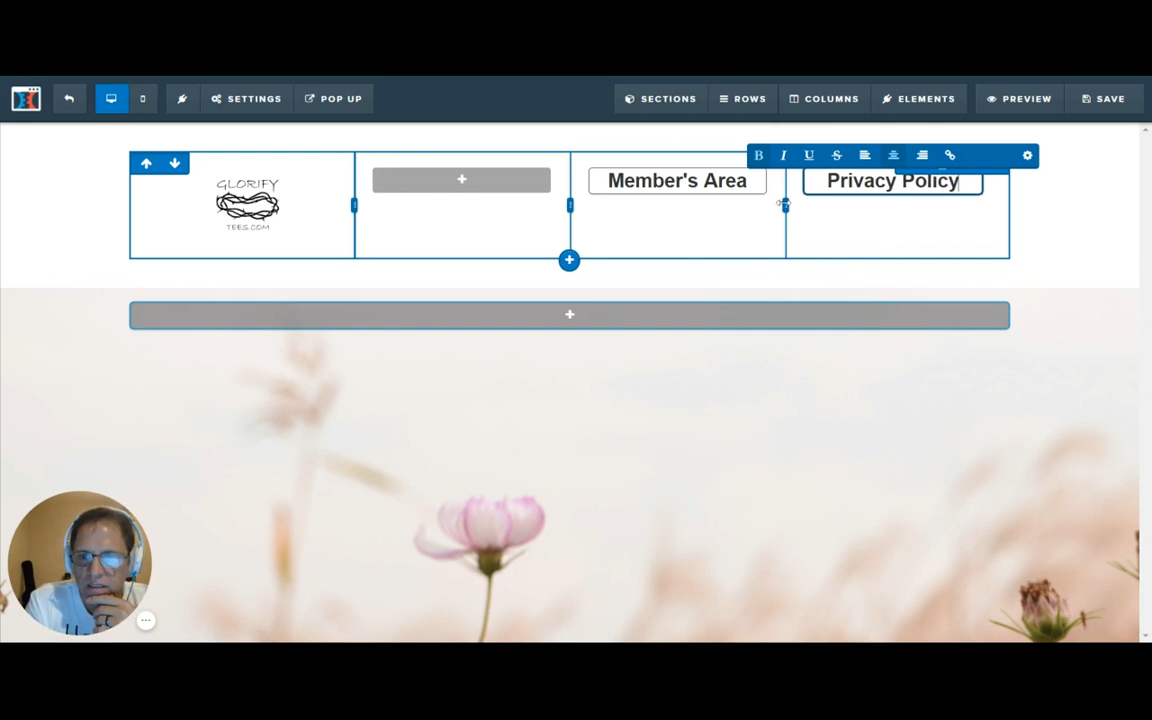 SETTINGS
POP UP
SECTIONS
ROWS
COLUMNS
ELEMENTS
PREVIEW
SAVE
B I U S
GLORIFY
TEES.COM
Member's Area
Privacy Policy